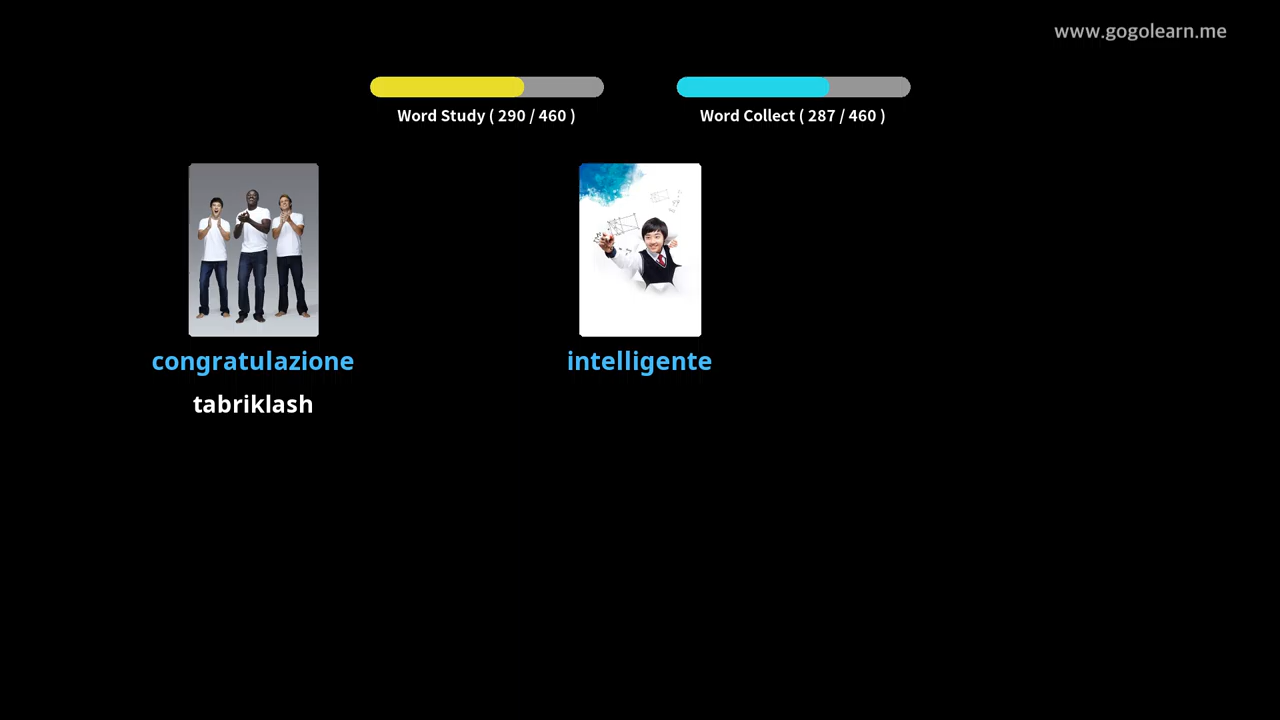 www.gogolearn.me
Word Study ( 290 / 460 )
Word Collect ( 287 / 460 )
congratulazione
intelligente
tabriklash